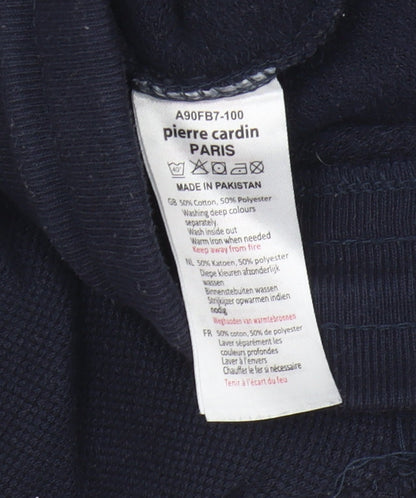 A90FB7-100
pierre cardin
PARIS
40°
MADE IN PAKISTAN
GB 50% Cotton, 50% Polyester
Washing deep colours
separately.
Wash inside out
Warm Iron when needed
Keep away from fire
NL 50% Katoen, 50% polyester
Diepe kleuren afzonderlijk
wassen
Binnenstebuiten wassen
Strijkijzer opwarmen indien
nodig
Weghouden van warmtebronnen
FR 50% coton, 50% de polyester
Laver séparément les
couleurs profondes
Laver à l'envers
Chauffer le fer si nécessaire
Tenir à l'écart du feu